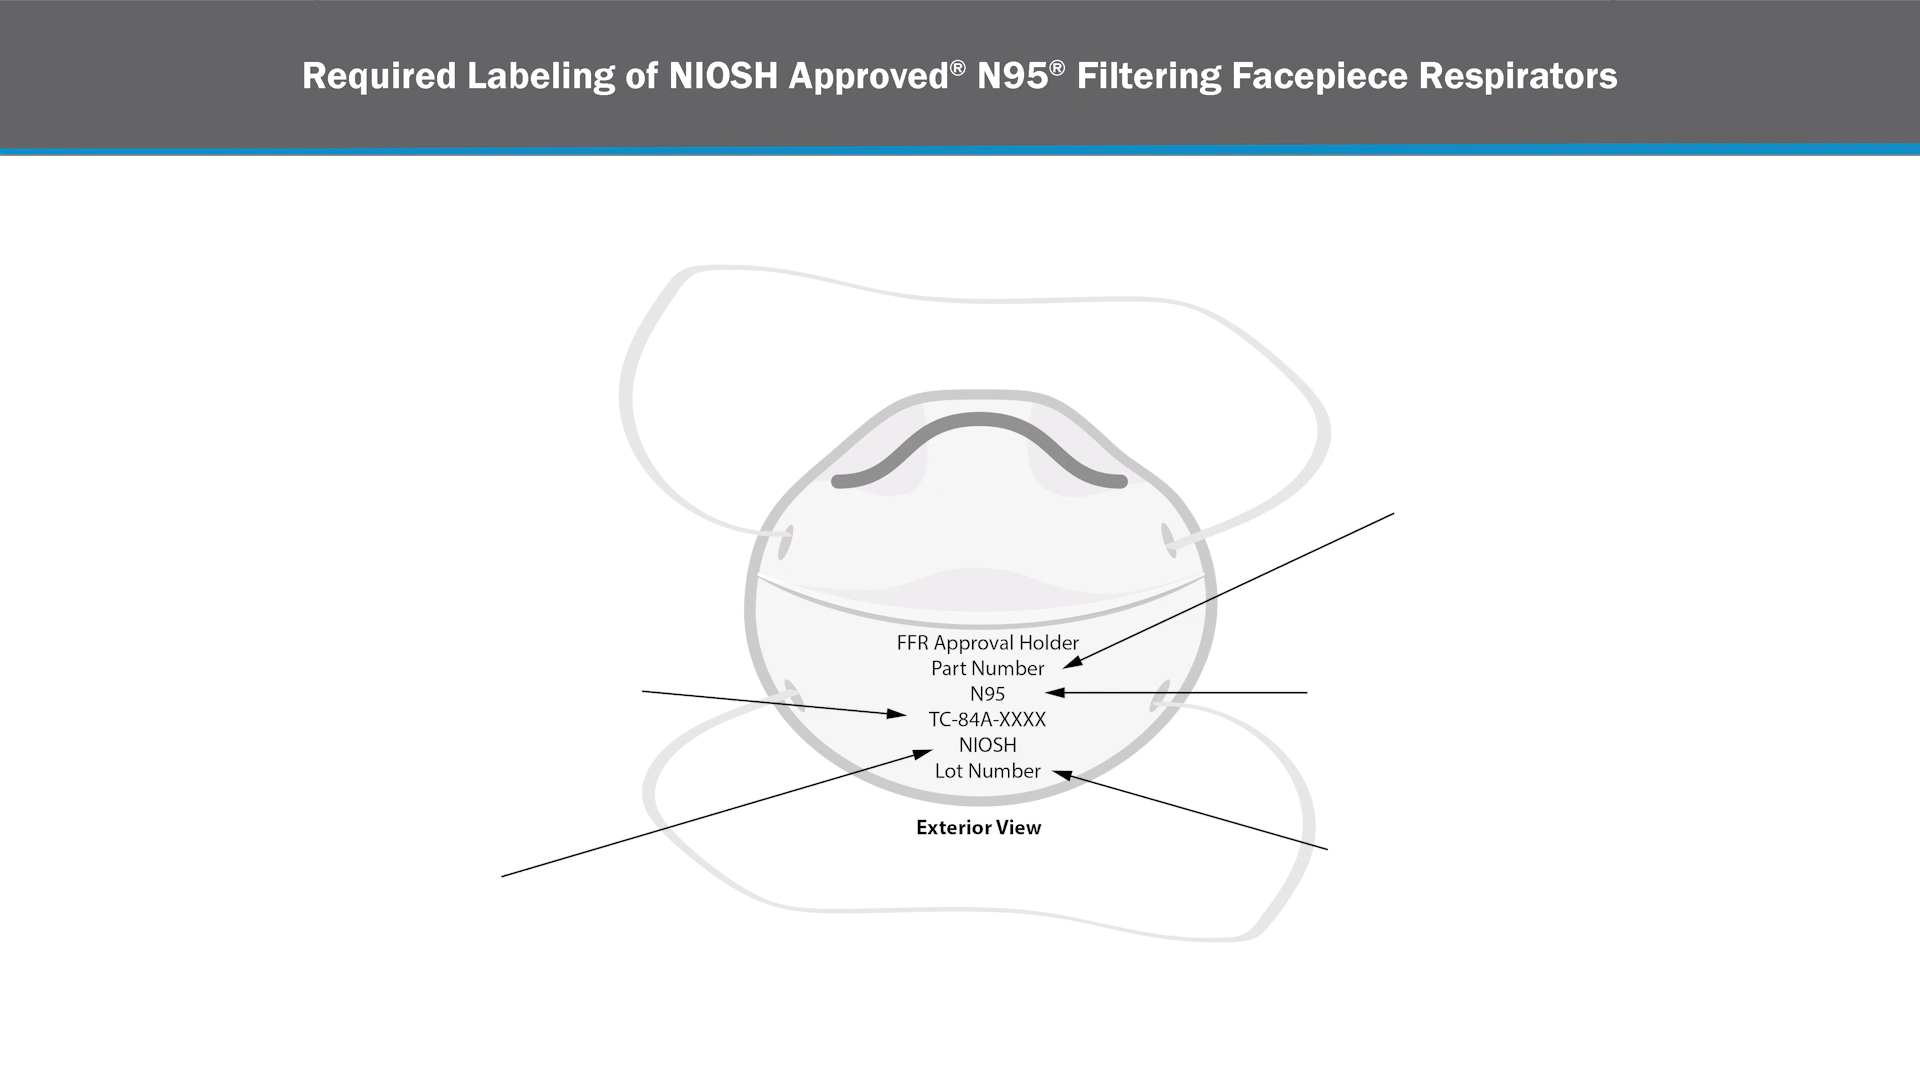 Required Labeling of NIOSH Approved® N95® Filtering Facepiece Respirators
FFR Approval Holder
Part Number
N95
TC-84A-XXXX
NIOSH
Lot Number
Exterior View